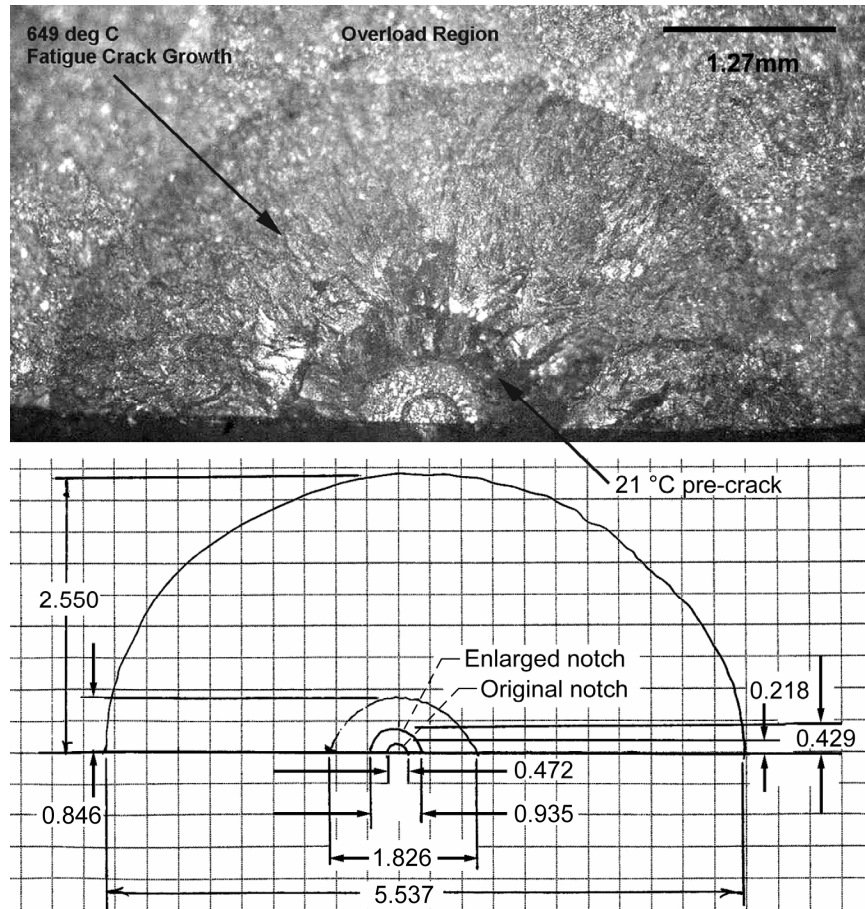 649 deg C
Fatigue Crack Growth
Overload Region
1.27mm
21 °C pre-crack
2.550
Enlarged notch
Original notch
0.218
0.429
0.472
0.846
0.935
1.826
5.537